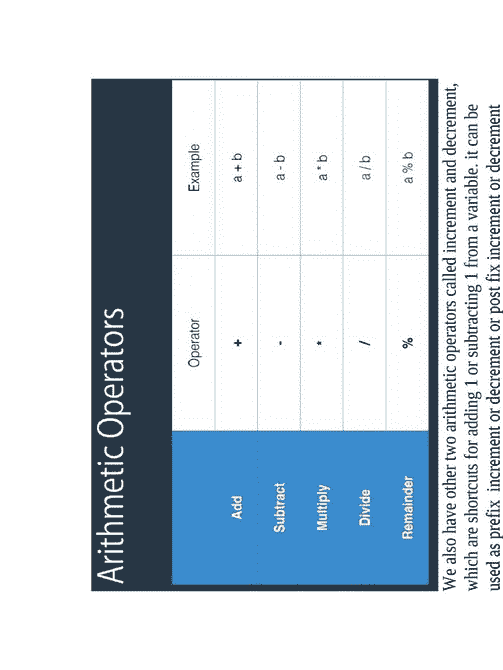 Arithmetic Operators
Operator Example
Add + a + b
Subtract - a - b
Multiply * a * b
Divide / a / b
Remainder % a % b
We also have other two arithmetic operators called increment and decrement,
which are shortcuts for adding 1 or subtracting 1 from a variable. it can be
used as prefix increment or decrement or post fix increment or decrement